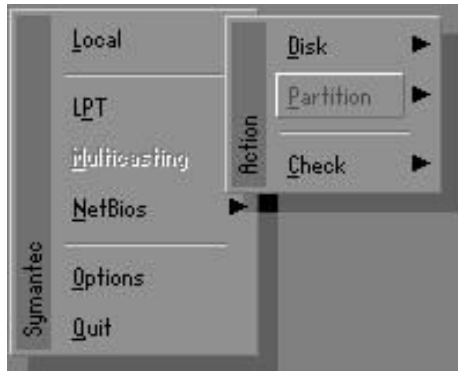 Local
LPT
Multicasting
NetBios
Options
Quit
Symantec
Disk
Partition
Check
Action